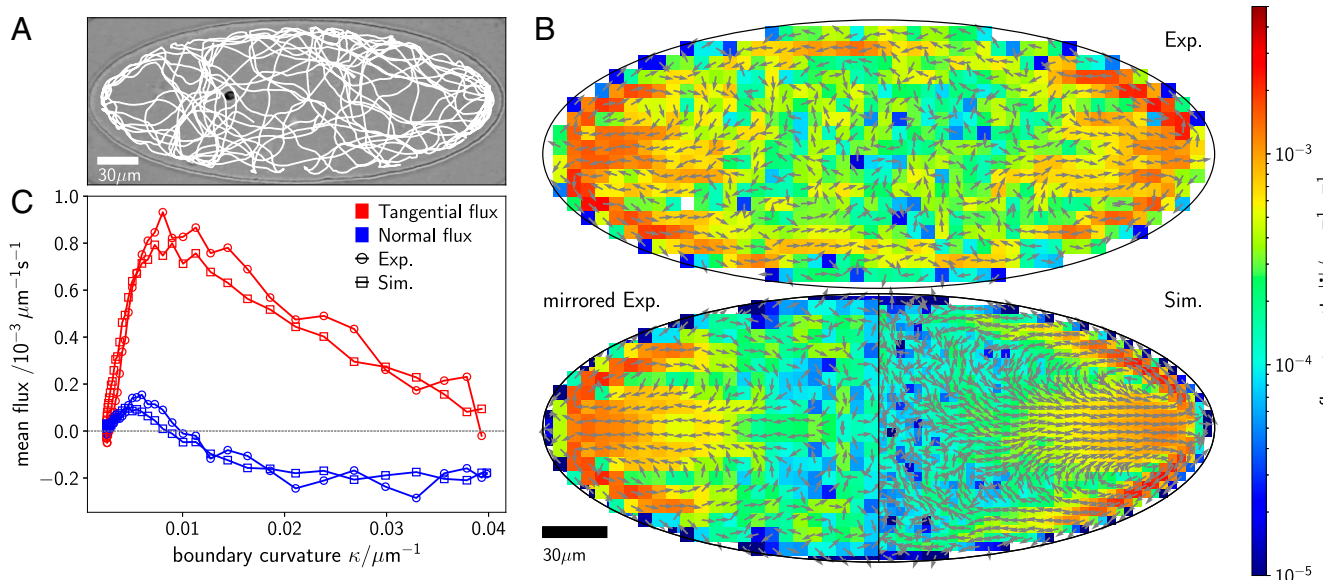 A
30μm
B
Exp.
mirrored Exp.
Sim.
30μm
10⁻³
10⁻⁴
10⁻⁵
C
Tangential flux
Normal flux
Exp.
Sim.
1.0
0.8
0.6
0.4
0.2
0.0
−0.2
mean flux /10⁻³ μm⁻¹s⁻¹
0.01
0.02
0.03
0.04
boundary curvature κ/μm⁻¹